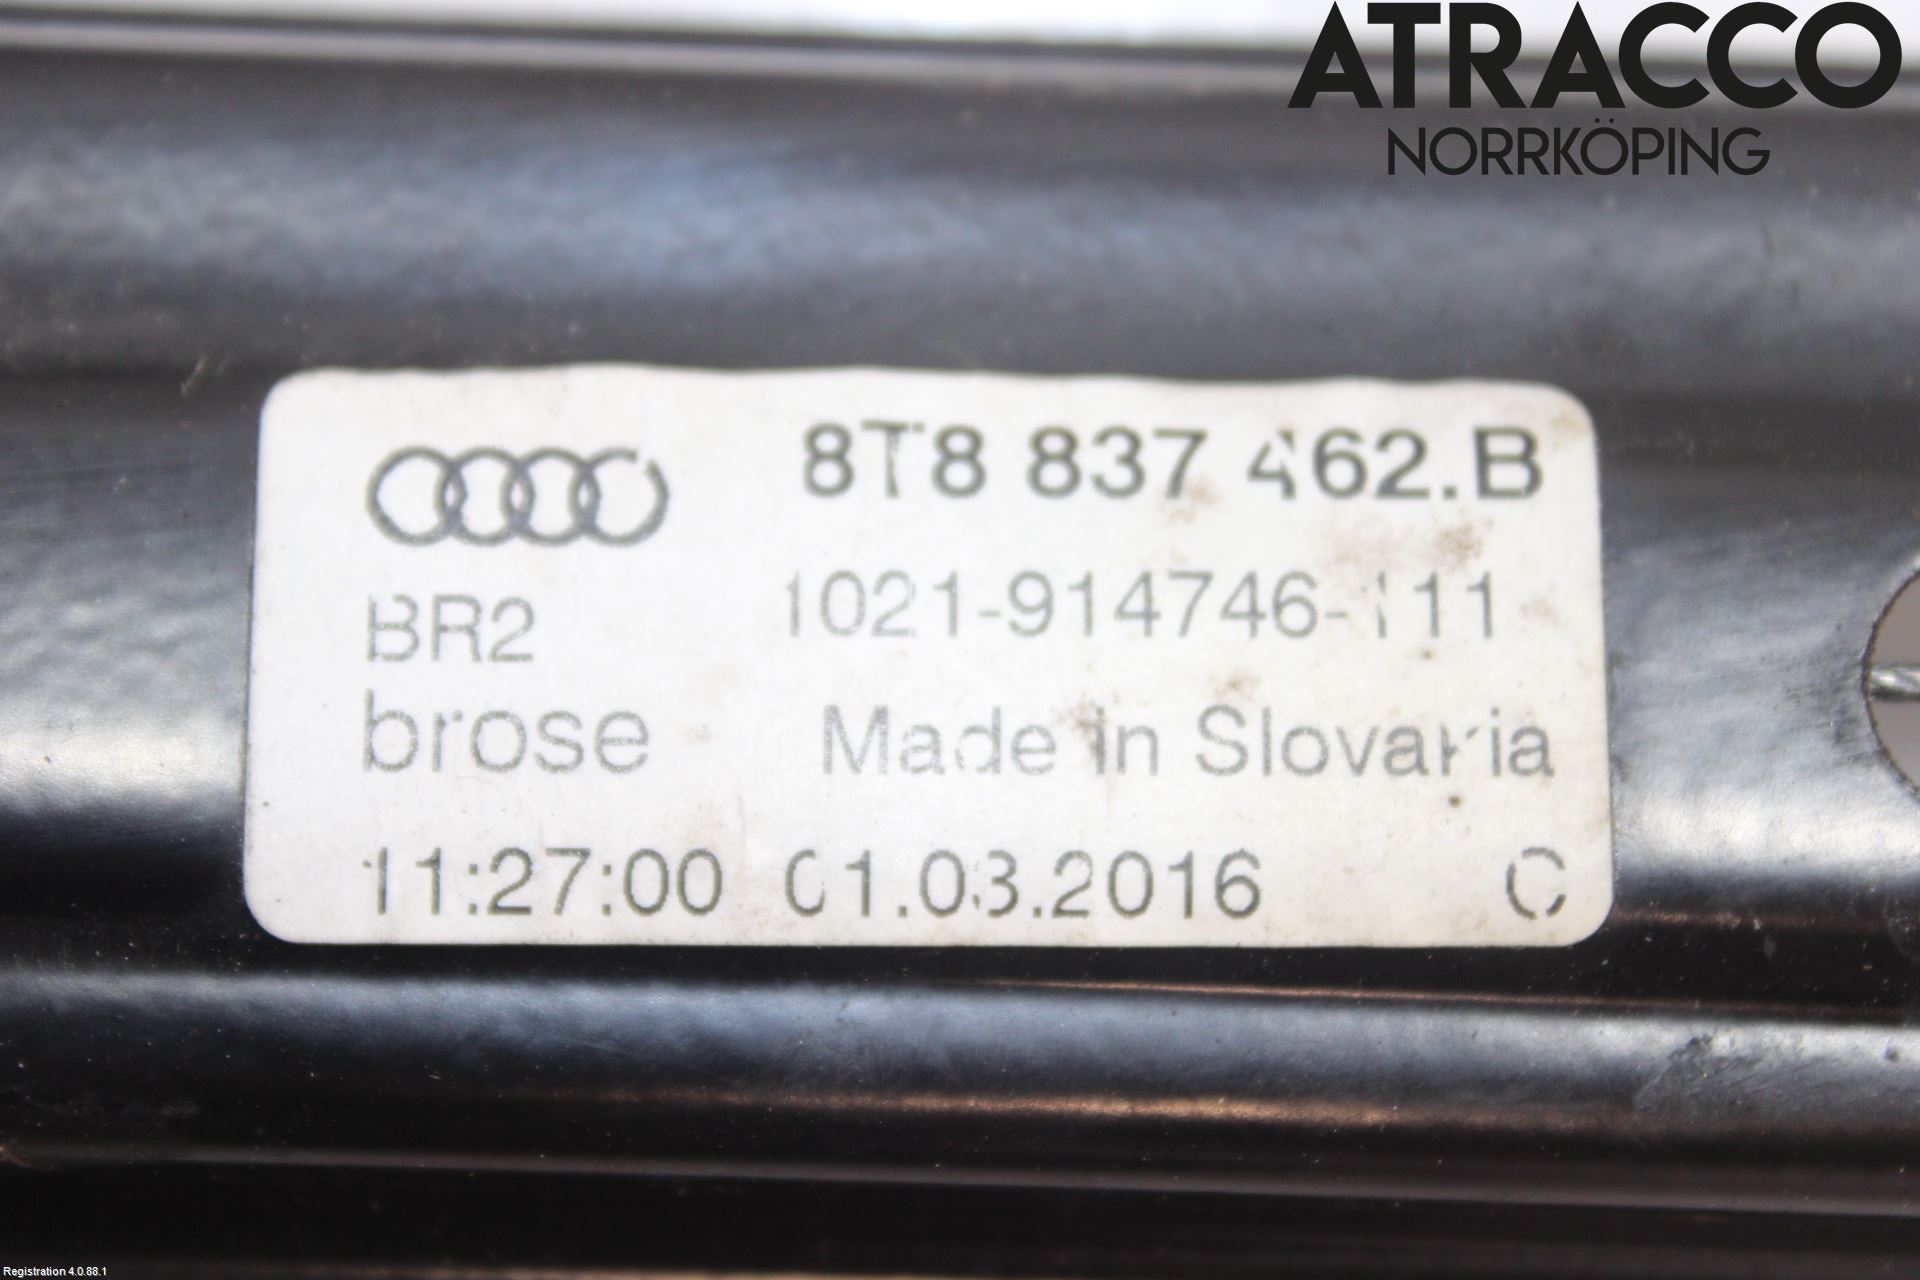 ATRACCO
NORRKÖPING
8T8 837 462.B
BR2 1021-914746-111
brose Made in Slovakia
11:27:00 01.03.2016 C
Registration 4.0.88.1